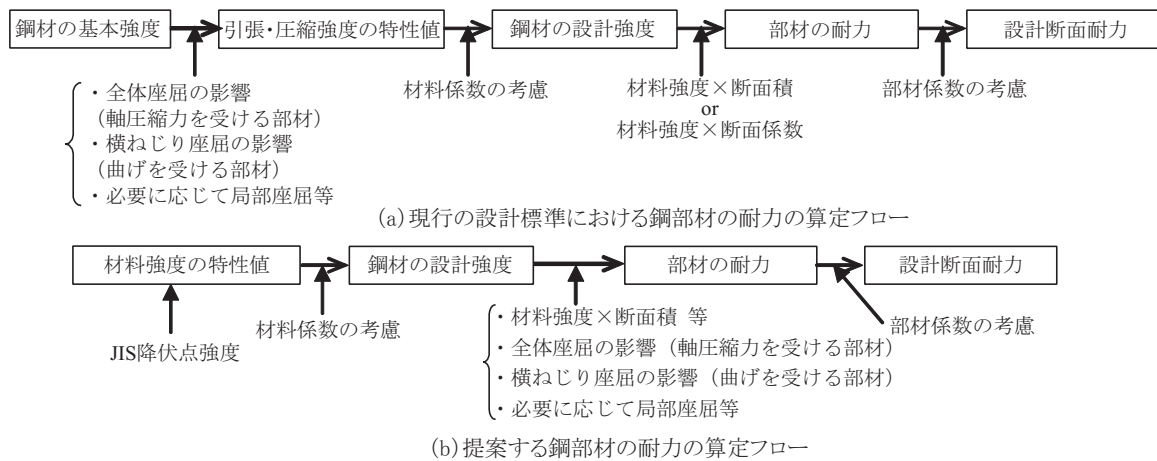 鋼材の基本強度
引張・圧縮強度の特性値
鋼材の設計強度
部材の耐力
設計断面耐力
・全体座屈の影響
(軸圧縮力を受ける部材)
・横ねじり座屈の影響
(曲げを受ける部材)
・必要に応じて局部座屈等
材料係数の考慮
材料強度×断面積
or
材料強度×断面係数
部材係数の考慮
(a)現行の設計標準における鋼部材の耐力の算定フロー
材料強度の特性値
鋼材の設計強度
部材の耐力
設計断面耐力
JIS降伏点強度
材料係数の考慮
・材料強度×断面積 等
・全体座屈の影響(軸圧縮力を受ける部材)
・横ねじり座屈の影響(曲げを受ける部材)
・必要に応じて局部座屈等
部材係数の考慮
(b)提案する鋼部材の耐力の算定フロー